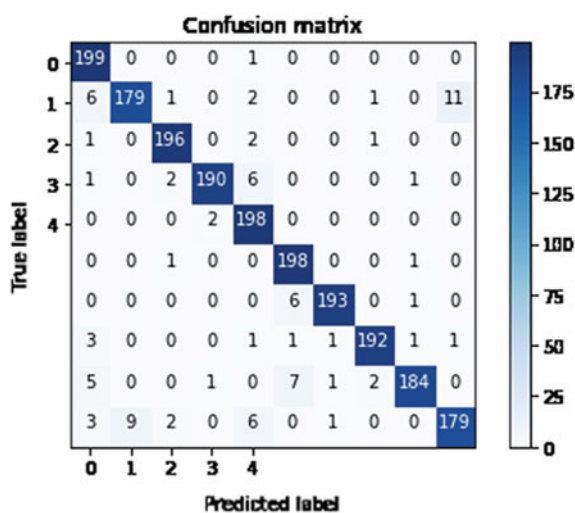 Confusion matrix
0 199 0 0 0 1 0 0 0 0 0
1 6 179 1 0 2 0 0 1 0 11
2 1 0 196 0 2 0 0 1 0 0
3 1 0 2 190 6 0 0 0 1 0
4 0 0 0 2 198 0 0 0 0 0
0 0 1 0 0 198 0 0 1 0
0 0 0 0 0 6 193 0 1 0
3 0 0 0 1 1 1 192 1 1
5 0 0 1 0 7 1 2 184 0
3 9 2 0 6 0 1 0 0 179
0 1 2 3 4
Predicted label
True label
175
150
125
100
75
50
25
0